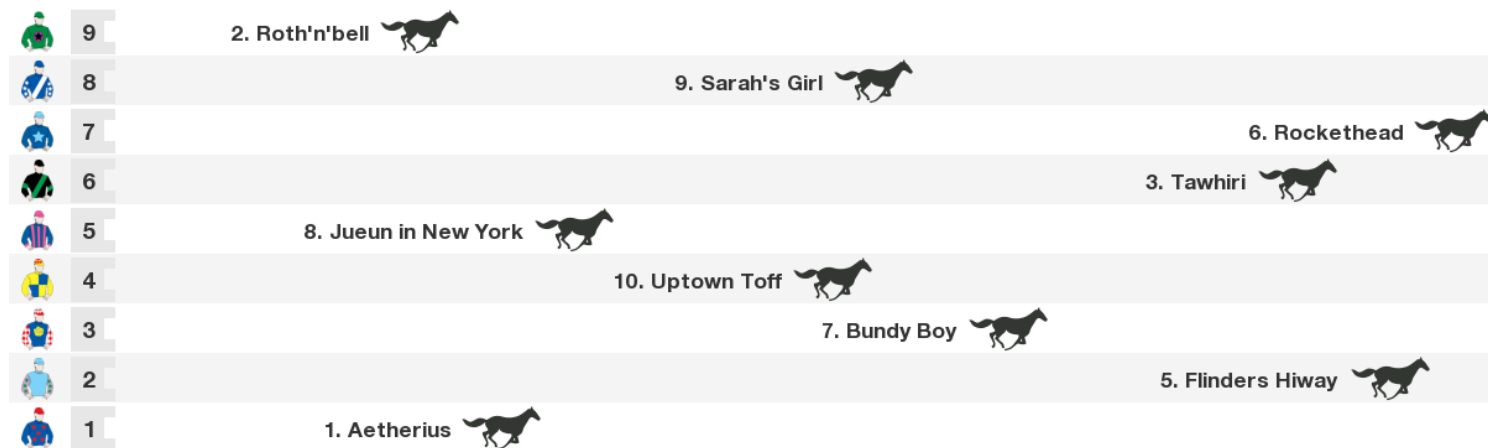 9 2. Roth'n'bell
8 9. Sarah's Girl
7 6. Rockethead
6 3. Tawhiri
5 8. Jueun in New York
4 10. Uptown Toff
3 7. Bundy Boy
2 5. Flinders Hiway
1 1. Aetherius